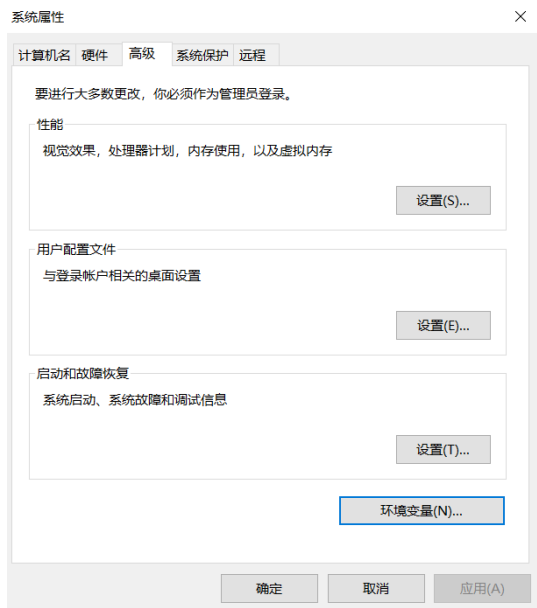 系统属性
计算机名 硬件 高级 系统保护 远程
要进行大多数更改，你必须作为管理员登录。
性能
视觉效果，处理器计划，内存使用，以及虚拟内存
设置(S)...
用户配置文件
与登录帐户相关的桌面设置
设置(E)...
启动和故障恢复
系统启动、系统故障和调试信息
设置(T)...
环境变量(N)...
确定 取消 应用(A)